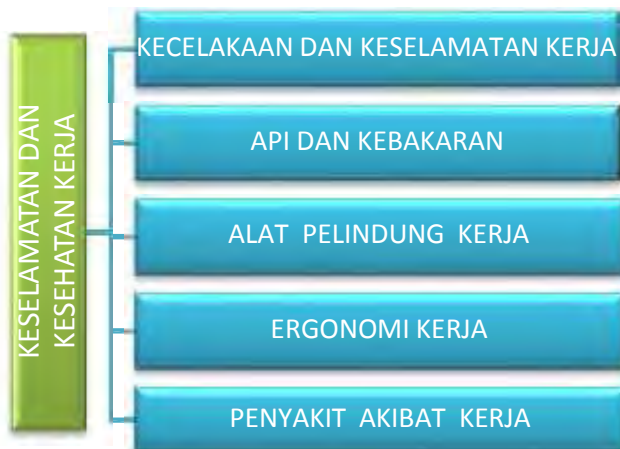 KESELAMATAN DAN
KESEHATAN KERJA
KECELAKAAN DAN KESELAMATAN KERJA
API DAN KEBAKARAN
ALAT PELINDUNG KERJA
ERGONOMI KERJA
PENYAKIT AKIBAT KERJA